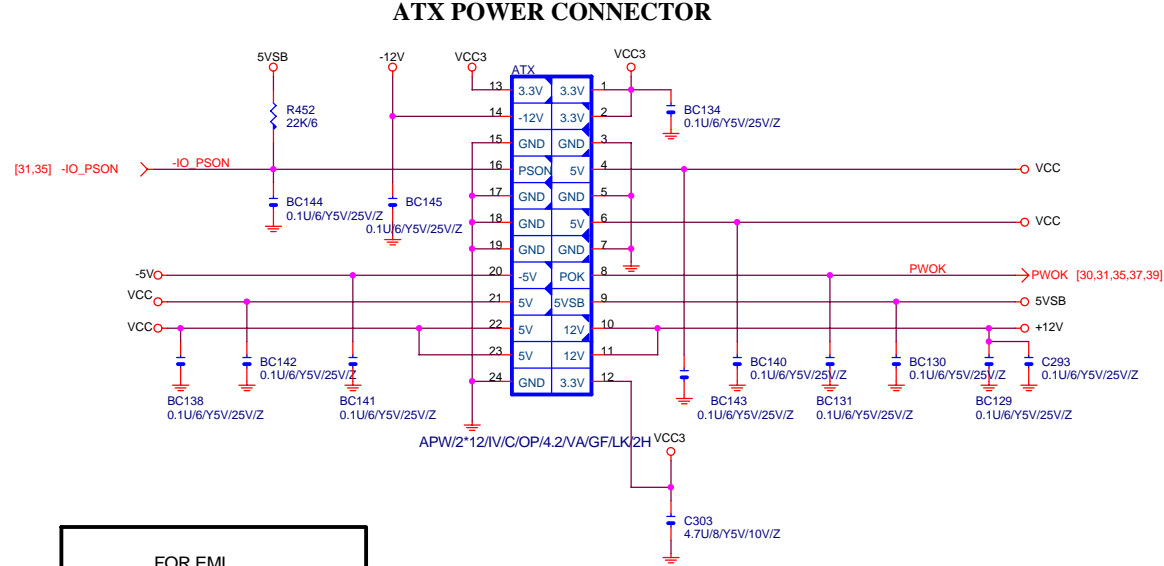 ATX POWER CONNECTOR
5VSB
-12V
VCC3
VCC3
ATX
R452
22K/6
13 3.3V 3.3V 1
14 -12V 3.3V 2
15 GND GND 3
16 PSON 5V 4
17 GND GND 5
18 GND 5V 6
19 GND GND 7
20 -5V POK 8
21 5V 5VSB 9
22 5V 12V 10
23 5V 12V 11
24 GND 3.3V 12
BC134
0.1U/6/Y5V/25V/Z
[31,35] -IO_PSON
-IO_PSON
VCC
BC144
0.1U/6/Y5V/25V/Z
BC145
0.1U/6/Y5V/25V/Z
VCC
-5V
PWOK
PWOK [30,31,35,37,39]
VCC
5VSB
VCC
+12V
BC142
0.1U/6/Y5V/25V/Z
BC140
0.1U/6/Y5V/25V/Z
BC130
0.1U/6/Y5V/25V/Z
C293
0.1U/6/Y5V/25V/Z
BC138
0.1U/6/Y5V/25V/Z
BC141
0.1U/6/Y5V/25V/Z
BC143
0.1U/6/Y5V/25V/Z
BC131
0.1U/6/Y5V/25V/Z
BC129
0.1U/6/Y5V/25V/Z
APW/2*12/IV/C/OP/4.2/VA/GF/LK/2H
VCC3
C303
4.7U/8/Y5V/10V/Z
FOR EMI